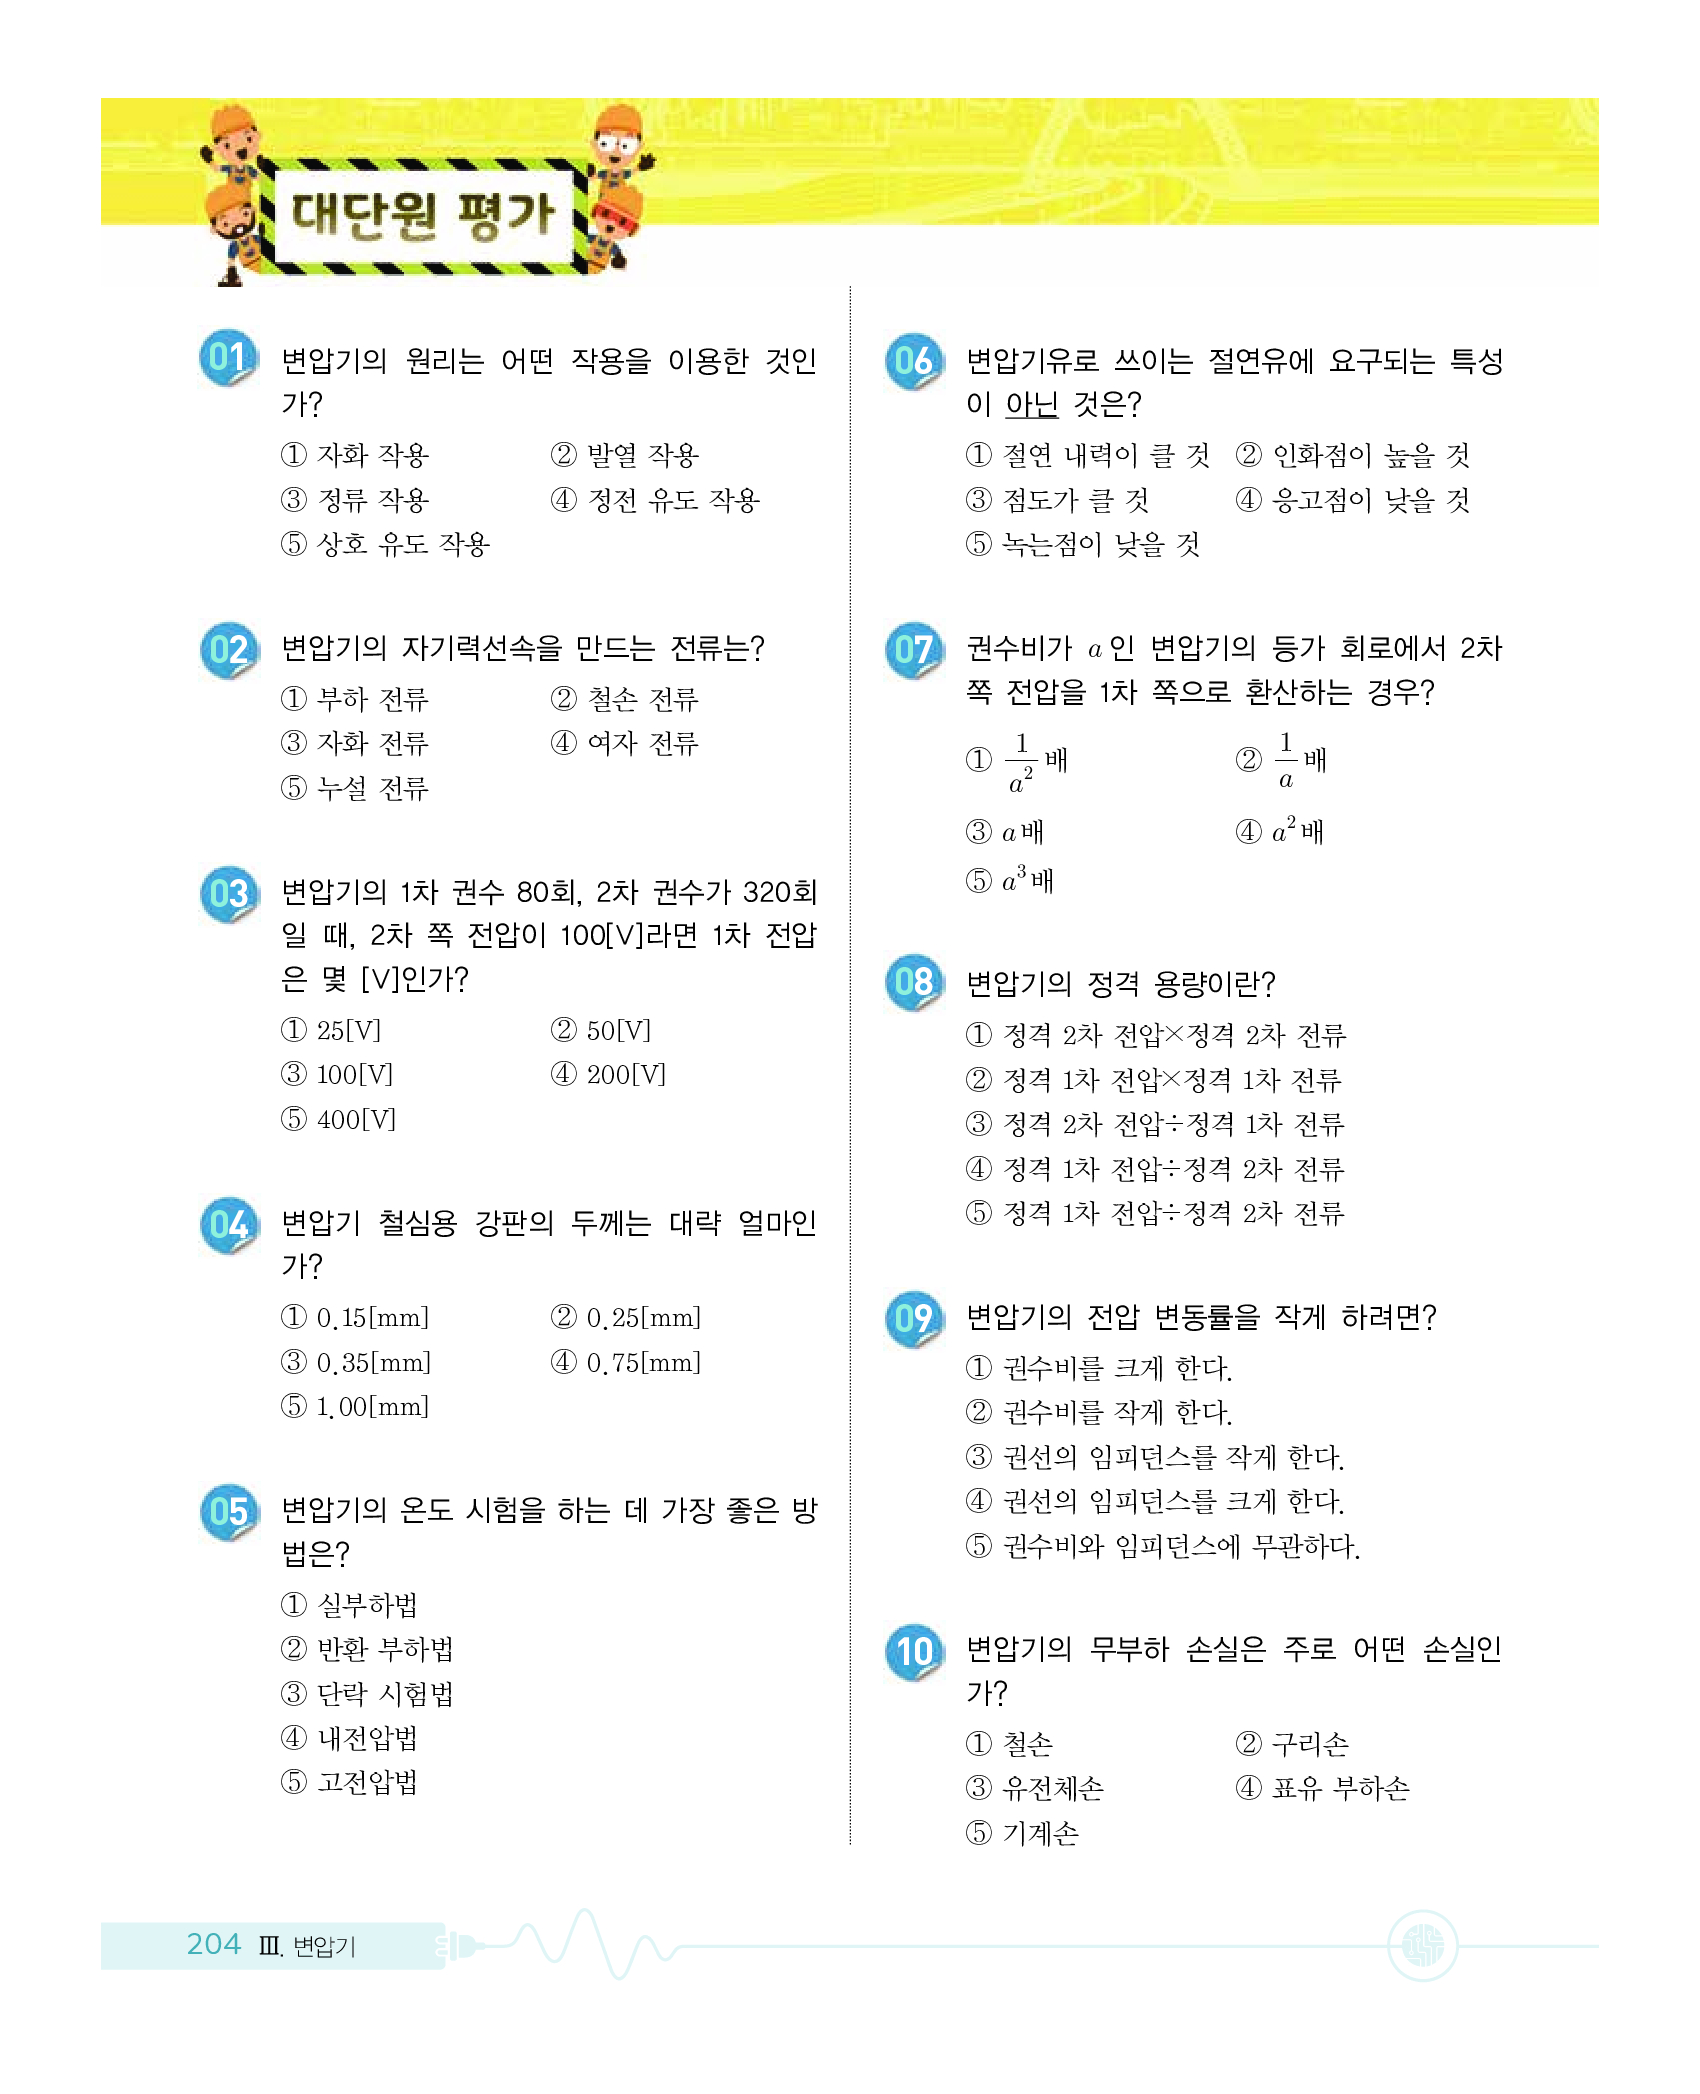 대단원 평가
01 변압기의 원리는 어떤 작용을 이용한 것인
가?
① 자화 작용 ② 발열 작용
③ 정류 작용 ④ 정전 유도 작용
⑤ 상호 유도 작용
02 변압기의 자기력선속을 만드는 전류는?
① 부하 전류 ② 철손 전류
③ 자화 전류 ④ 여자 전류
⑤ 누설 전류
03 변압기의 1차 권수 80회, 2차 권수가 320회
일 때, 2차 쪽 전압이 100[V]라면 1차 전압
은 몇 [V]인가?
① 25[V] ② 50[V]
③ 100[V] ④ 200[V]
⑤ 400[V]
04 변압기 철심용 강판의 두께는 대략 얼마인
가?
① 0.15[mm] ② 0.25[mm]
③ 0.35[mm] ④ 0.75[mm]
⑤ 1.00[mm]
05 변압기의 온도 시험을 하는 데 가장 좋은 방
법은?
① 실부하법
② 반환 부하법
③ 단락 시험법
④ 내전압법
⑤ 고전압법
06 변압기유로 쓰이는 절연유에 요구되는 특성
이 아닌 것은?
① 절연 내력이 클 것 ② 인화점이 높을 것
③ 점도가 클 것 ④ 응고점이 낮을 것
⑤ 녹는점이 낮을 것
07 권수비가 a인 변압기의 등가 회로에서 2차
쪽 전압을 1차 쪽으로 환산하는 경우?
① 1/a² 배 ② 1/a 배
③ a배 ④ a²배
⑤ a³배
08 변압기의 정격 용량이란?
① 정격 2차 전압×정격 2차 전류
② 정격 1차 전압×정격 1차 전류
③ 정격 2차 전압÷정격 1차 전류
④ 정격 1차 전압÷정격 2차 전류
⑤ 정격 1차 전압÷정격 2차 전류
09 변압기의 전압 변동률을 작게 하려면?
① 권수비를 크게 한다.
② 권수비를 작게 한다.
③ 권선의 임피던스를 작게 한다.
④ 권선의 임피던스를 크게 한다.
⑤ 권수비와 임피던스에 무관하다.
10 변압기의 무부하 손실은 주로 어떤 손실인
가?
① 철손 ② 구리손
③ 유전체손 ④ 표유 부하손
⑤ 기계손
204 Ⅲ. 변압기